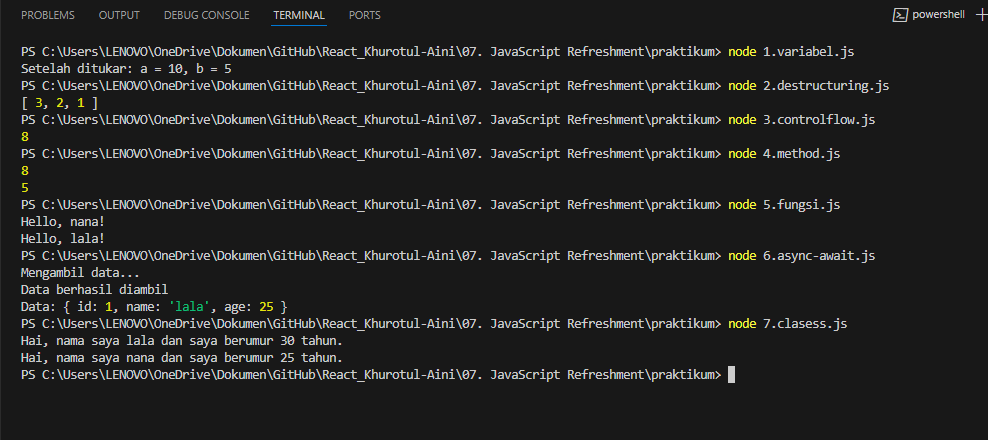 PROBLEMS OUTPUT DEBUG CONSOLE TERMINAL PORTS powershell
PS C:\Users\LENOVO\OneDrive\Dokumen\GitHub\React_Khurotul-Aini\07. JavaScript Refreshment\praktikum> node 1.variabel.js
Setelah ditukar: a = 10, b = 5
PS C:\Users\LENOVO\OneDrive\Dokumen\GitHub\React_Khurotul-Aini\07. JavaScript Refreshment\praktikum> node 2.destructuring.js
[ 3, 2, 1 ]
PS C:\Users\LENOVO\OneDrive\Dokumen\GitHub\React_Khurotul-Aini\07. JavaScript Refreshment\praktikum> node 3.controlflow.js
8
PS C:\Users\LENOVO\OneDrive\Dokumen\GitHub\React_Khurotul-Aini\07. JavaScript Refreshment\praktikum> node 4.method.js
8
5
PS C:\Users\LENOVO\OneDrive\Dokumen\GitHub\React_Khurotul-Aini\07. JavaScript Refreshment\praktikum> node 5.fungsi.js
Hello, nana!
Hello, lala!
PS C:\Users\LENOVO\OneDrive\Dokumen\GitHub\React_Khurotul-Aini\07. JavaScript Refreshment\praktikum> node 6.async-await.js
Mengambil data...
Data berhasil diambil
Data: { id: 1, name: 'lala', age: 25 }
PS C:\Users\LENOVO\OneDrive\Dokumen\GitHub\React_Khurotul-Aini\07. JavaScript Refreshment\praktikum> node 7.clasess.js
Hai, nama saya lala dan saya berumur 30 tahun.
Hai, nama saya nana dan saya berumur 25 tahun.
PS C:\Users\LENOVO\OneDrive\Dokumen\GitHub\React_Khurotul-Aini\07. JavaScript Refreshment\praktikum>